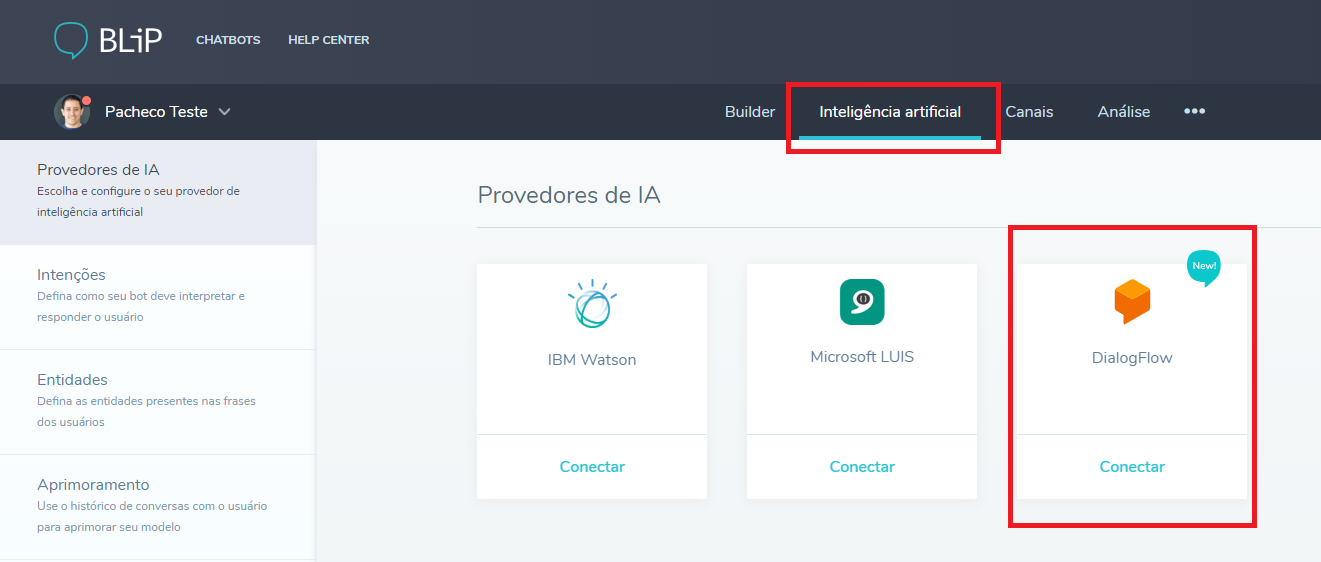 BLiP
CHATBOTS
HELP CENTER
Pacheco Teste
Builder
Inteligência artificial
Canais
Análise
Provedores de IA
Escolha e configure o seu provedor de
inteligência artificial
Intenções
Defina como seu bot deve interpretar e
responder o usuário
Entidades
Defina as entidades presentes nas frases
dos usuários
Aprimoramento
Use o histórico de conversas com o usuário
para aprimorar seu modelo
Provedores de IA
IBM Watson
Conectar
Microsoft LUIS
Conectar
New!
DialogFlow
Conectar